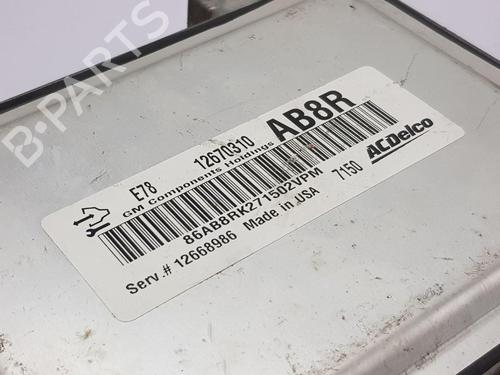 B-PARTS
E78 12670310 AB8R
GM Components Holdings
86AB8RK271502VPM
Serv.# 12668986 Made in USA 7150 ACDelco